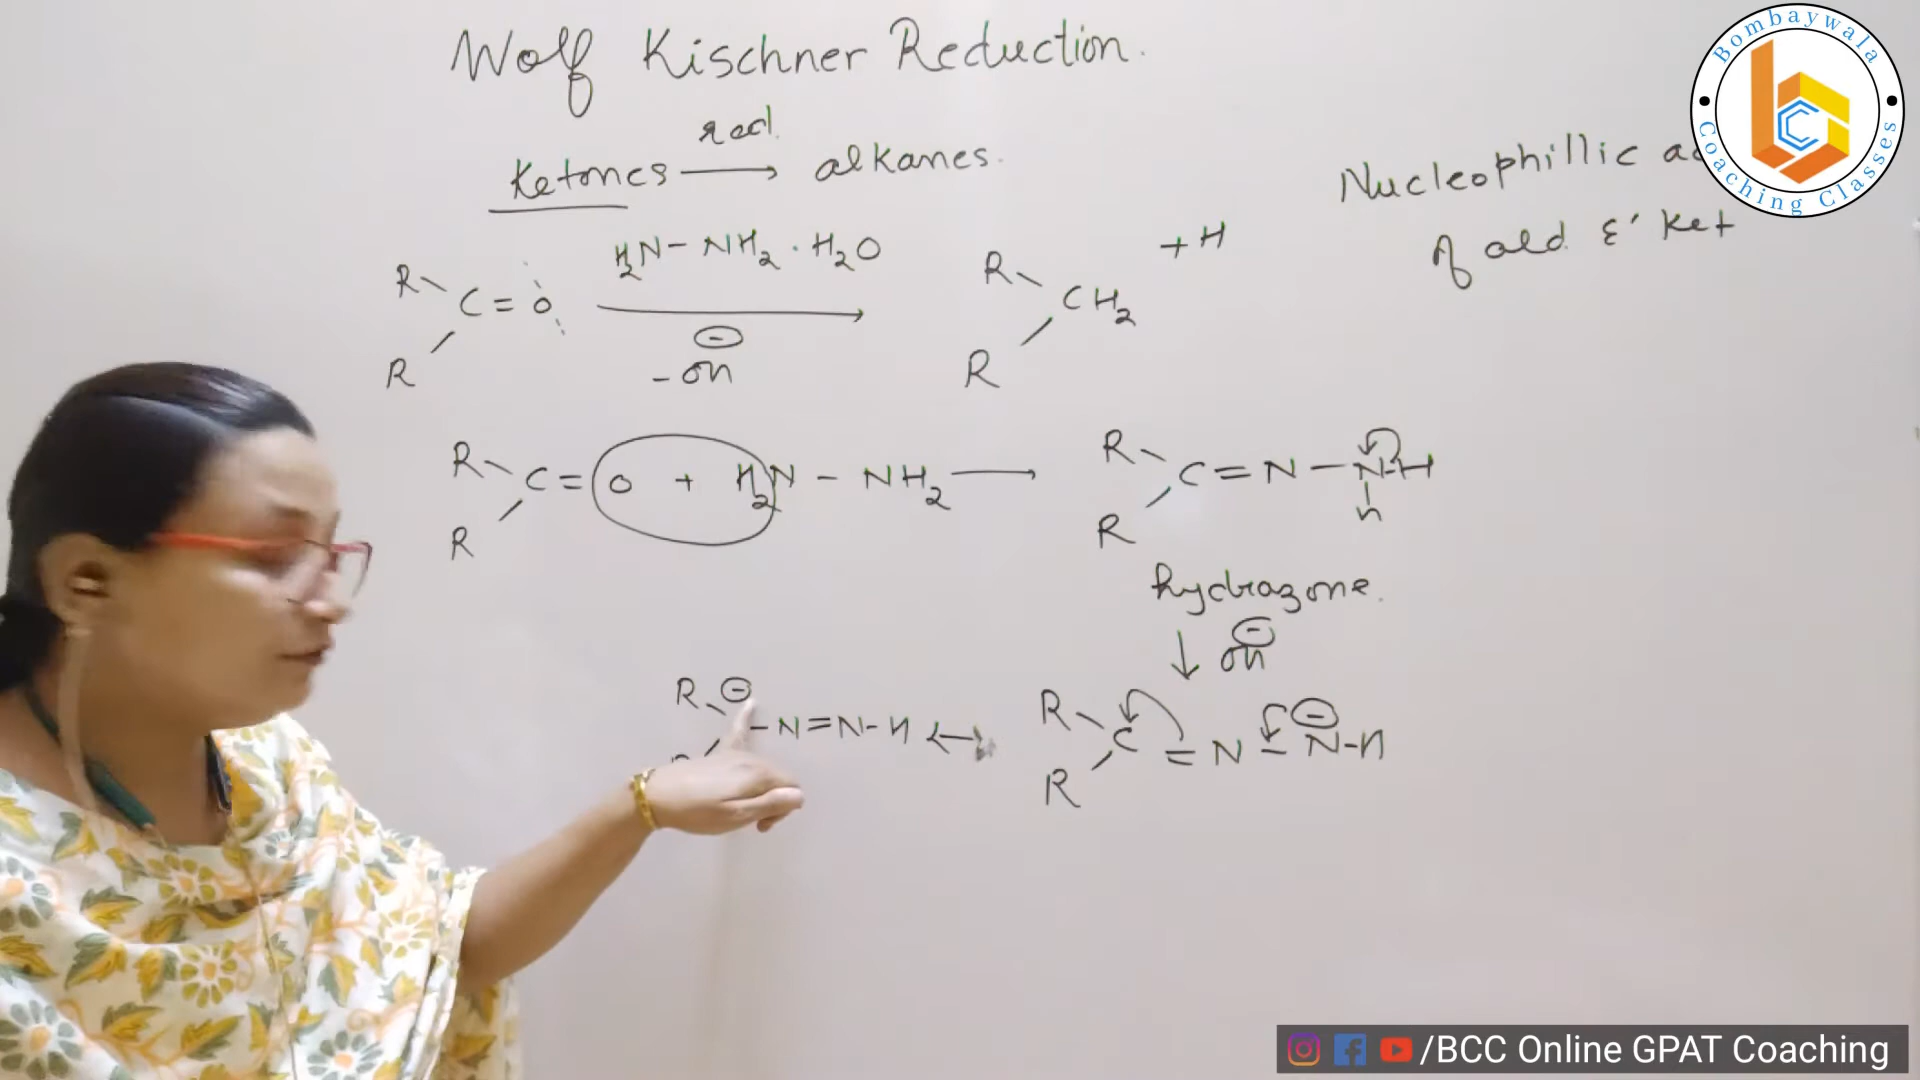 Wolf Kischner Reduction.
Ketones red. → alkanes.
Nucleophillic
of ald & ket
R
C = O
R
H2N - NH2 · H2O
⊖
- OH
R
CH2
R
+ H
R
C = O + H2N - NH2 →
R
R
C = N - N-H
H
R
hydrazone.
↓ ⊖
OH
R ⊖
- N = N - H ↔
R
C = N - N-H
⊖
R
Bombaywala
Coaching Classes
/BCC Online GPAT Coaching